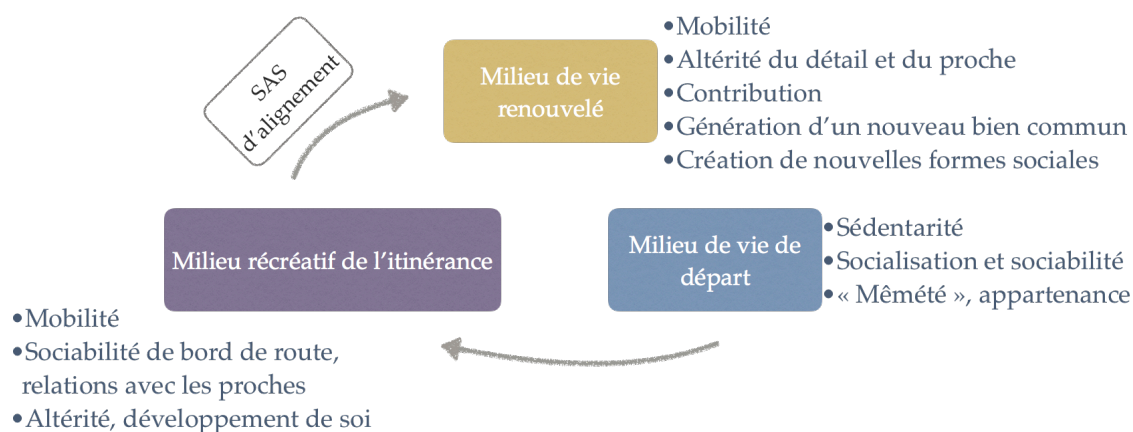 SAS
d'alignement
Milieu de vie
renouvelé
•Mobilité
•Altérité du détail et du proche
•Contribution
•Génération d'un nouveau bien commun
•Création de nouvelles formes sociales
Milieu récréatif de l'itinérance
Milieu de vie de
départ
•Sédentarité
•Socialisation et sociabilité
•« Mêmété », appartenance
•Mobilité
•Sociabilité de bord de route,
relations avec les proches
•Altérité, développement de soi